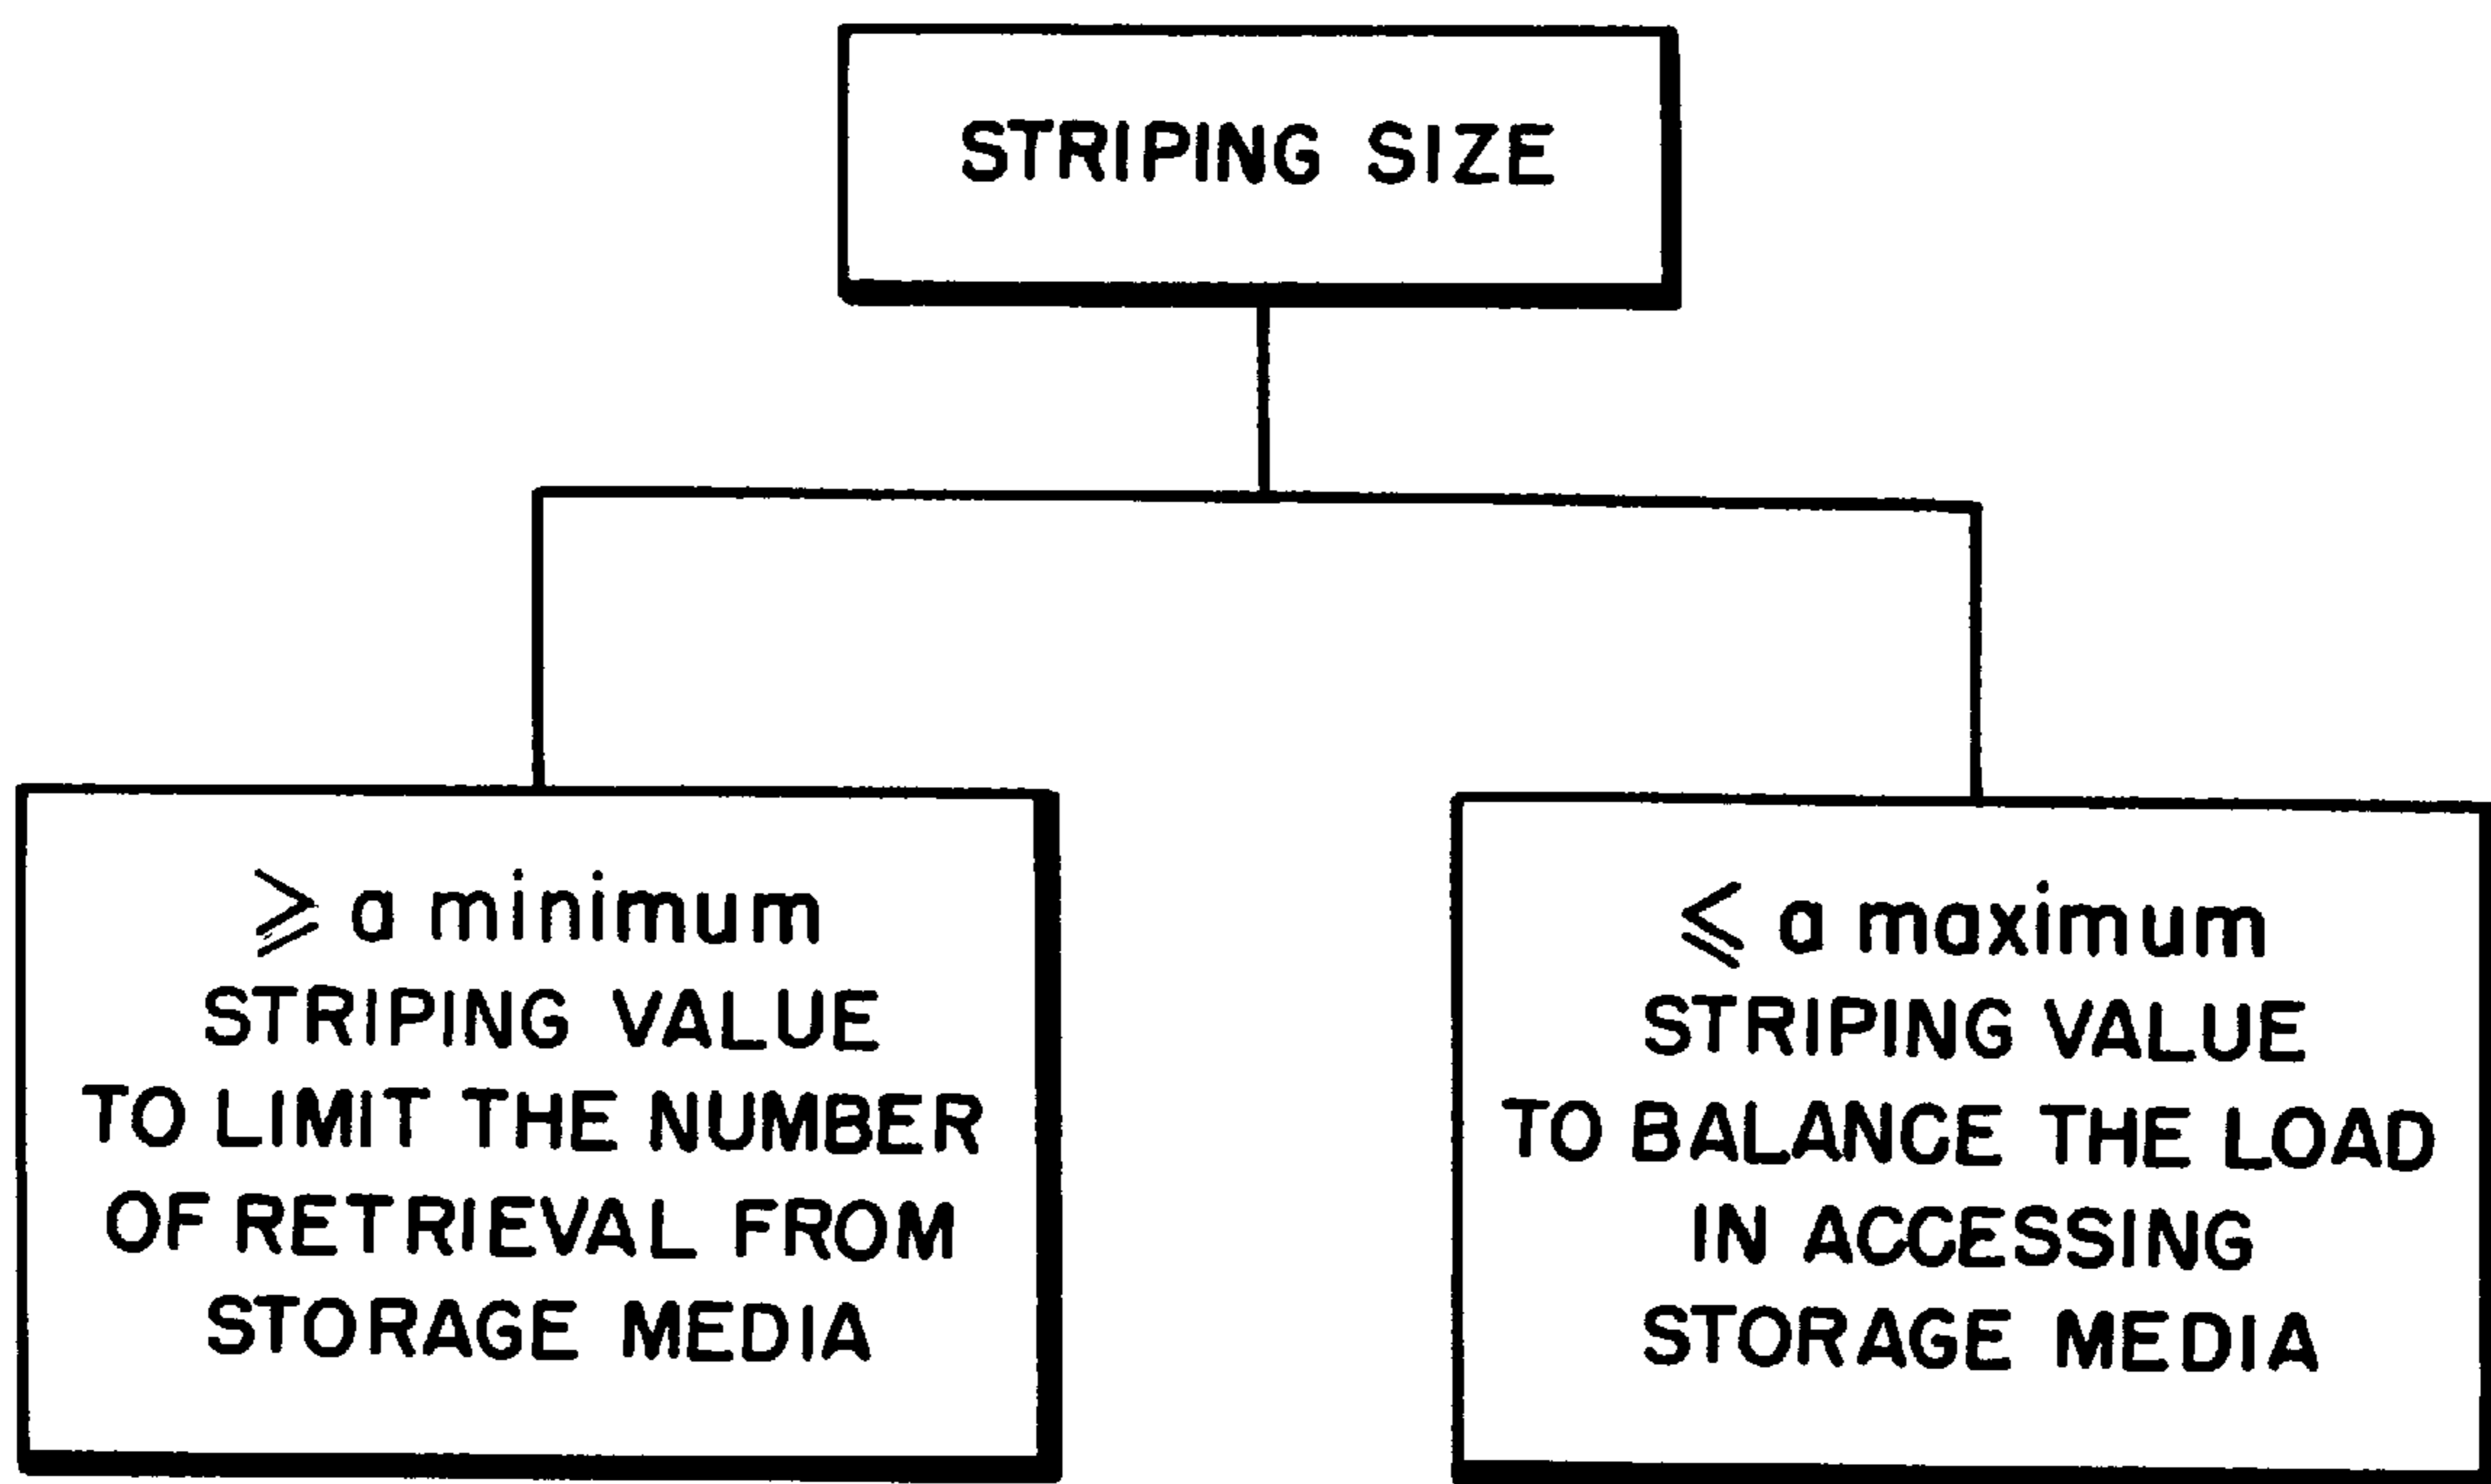 STRIPING SIZE
⩾ a minimum
STRIPING VALUE
TO LIMIT THE NUMBER
OF RETRIEVAL FROM
STORAGE MEDIA
⩽ a maximum
STRIPING VALUE
TO BALANCE THE LOAD
IN ACCESSING
STORAGE MEDIA